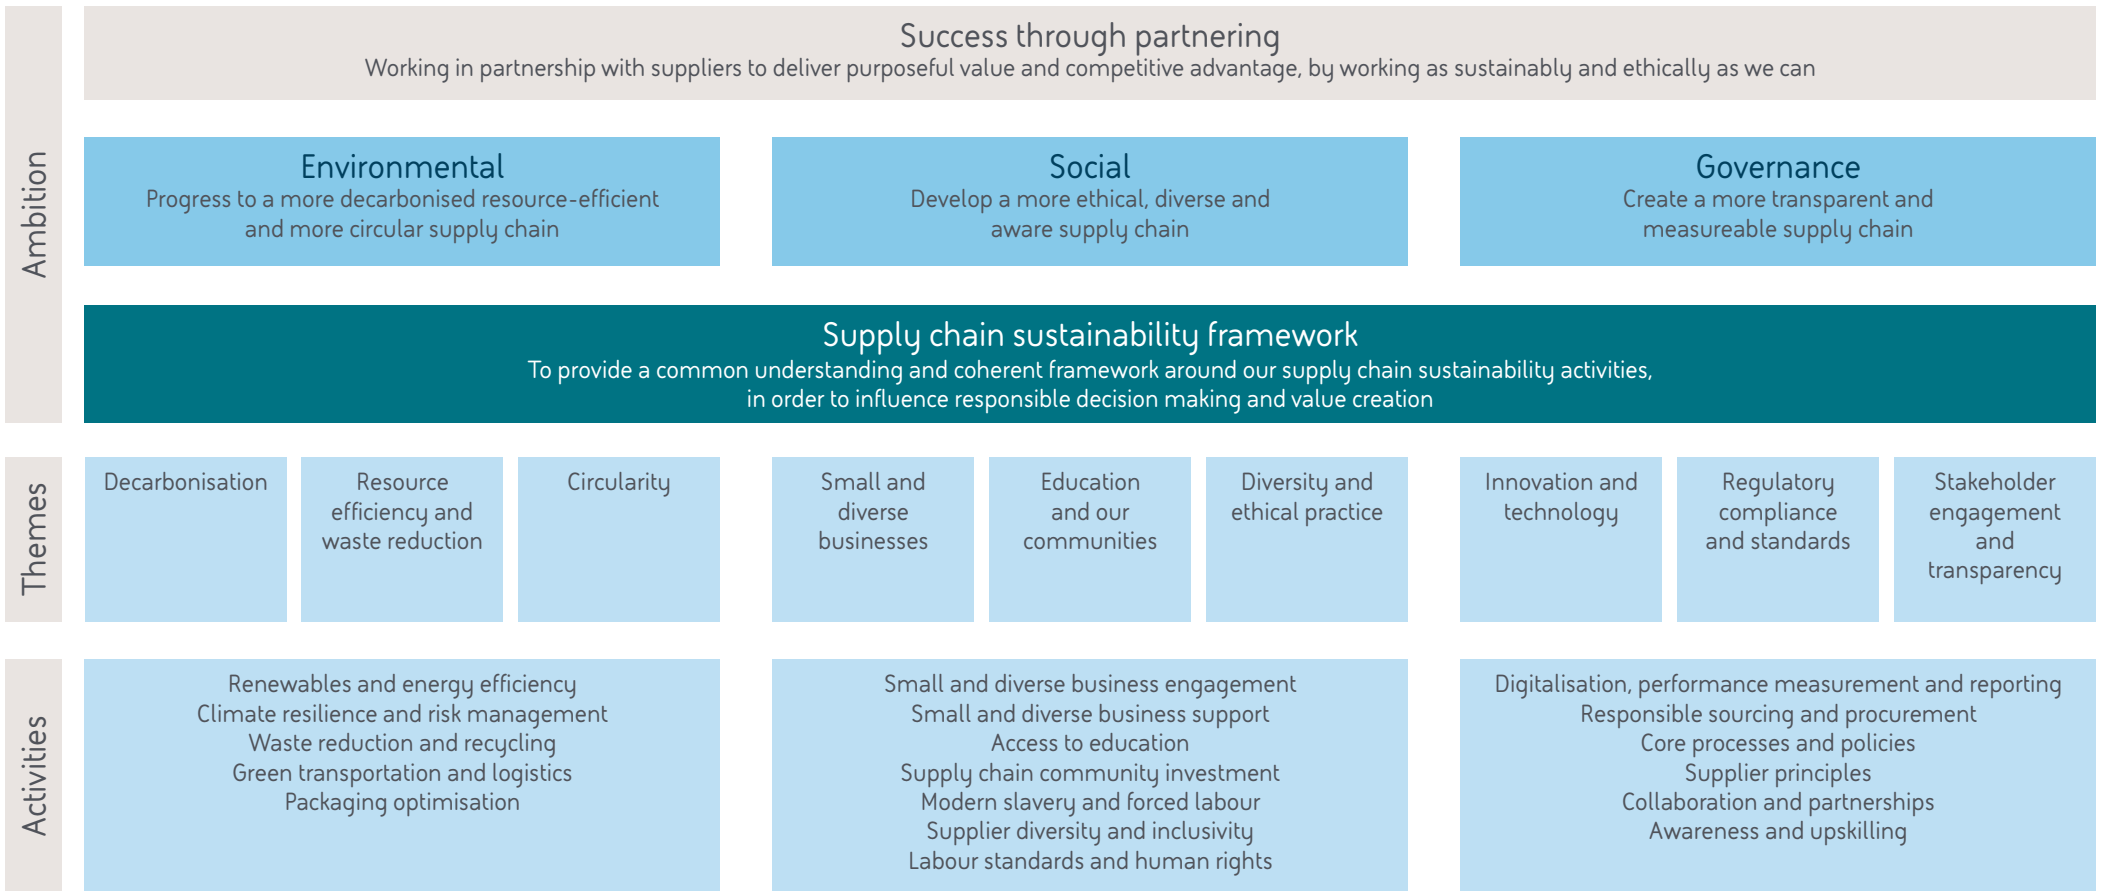 Ambition
Success through partnering
Working in partnership with suppliers to deliver purposeful value and competitive advantage, by working as sustainably and ethically as we can
Environmental
Progress to a more decarbonised resource-efficient
and more circular supply chain
Social
Develop a more ethical, diverse and
aware supply chain
Governance
Create a more transparent and
measureable supply chain
Supply chain sustainability framework
To provide a common understanding and coherent framework around our supply chain sustainability activities,
in order to influence responsible decision making and value creation
Themes
Decarbonisation
Resource
efficiency and
waste reduction
Circularity
Small and
diverse
businesses
Education
and our
communities
Diversity and
ethical practice
Innovation and
technology
Regulatory
compliance
and standards
Stakeholder
engagement
and
transparency
Activities
Renewables and energy efficiency
Climate resilience and risk management
Waste reduction and recycling
Green transportation and logistics
Packaging optimisation
Small and diverse business engagement
Small and diverse business support
Access to education
Supply chain community investment
Modern slavery and forced labour
Supplier diversity and inclusivity
Labour standards and human rights
Digitalisation, performance measurement and reporting
Responsible sourcing and procurement
Core processes and policies
Supplier principles
Collaboration and partnerships
Awareness and upskilling